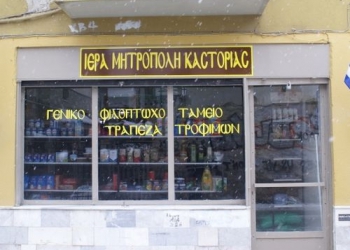 ΙΕΡΑ ΜΗΤΡΟΠΟΛΗ ΚΑΣΤΟΡΙΑΣ
ΓΕΝΙΚΟ ΦΙΛΟΠΤΩΧΟ ΤΑΜΕΙΟ
ΤΡΑΠΕΖΑ ΤΡΟΦΙΜΩΝ